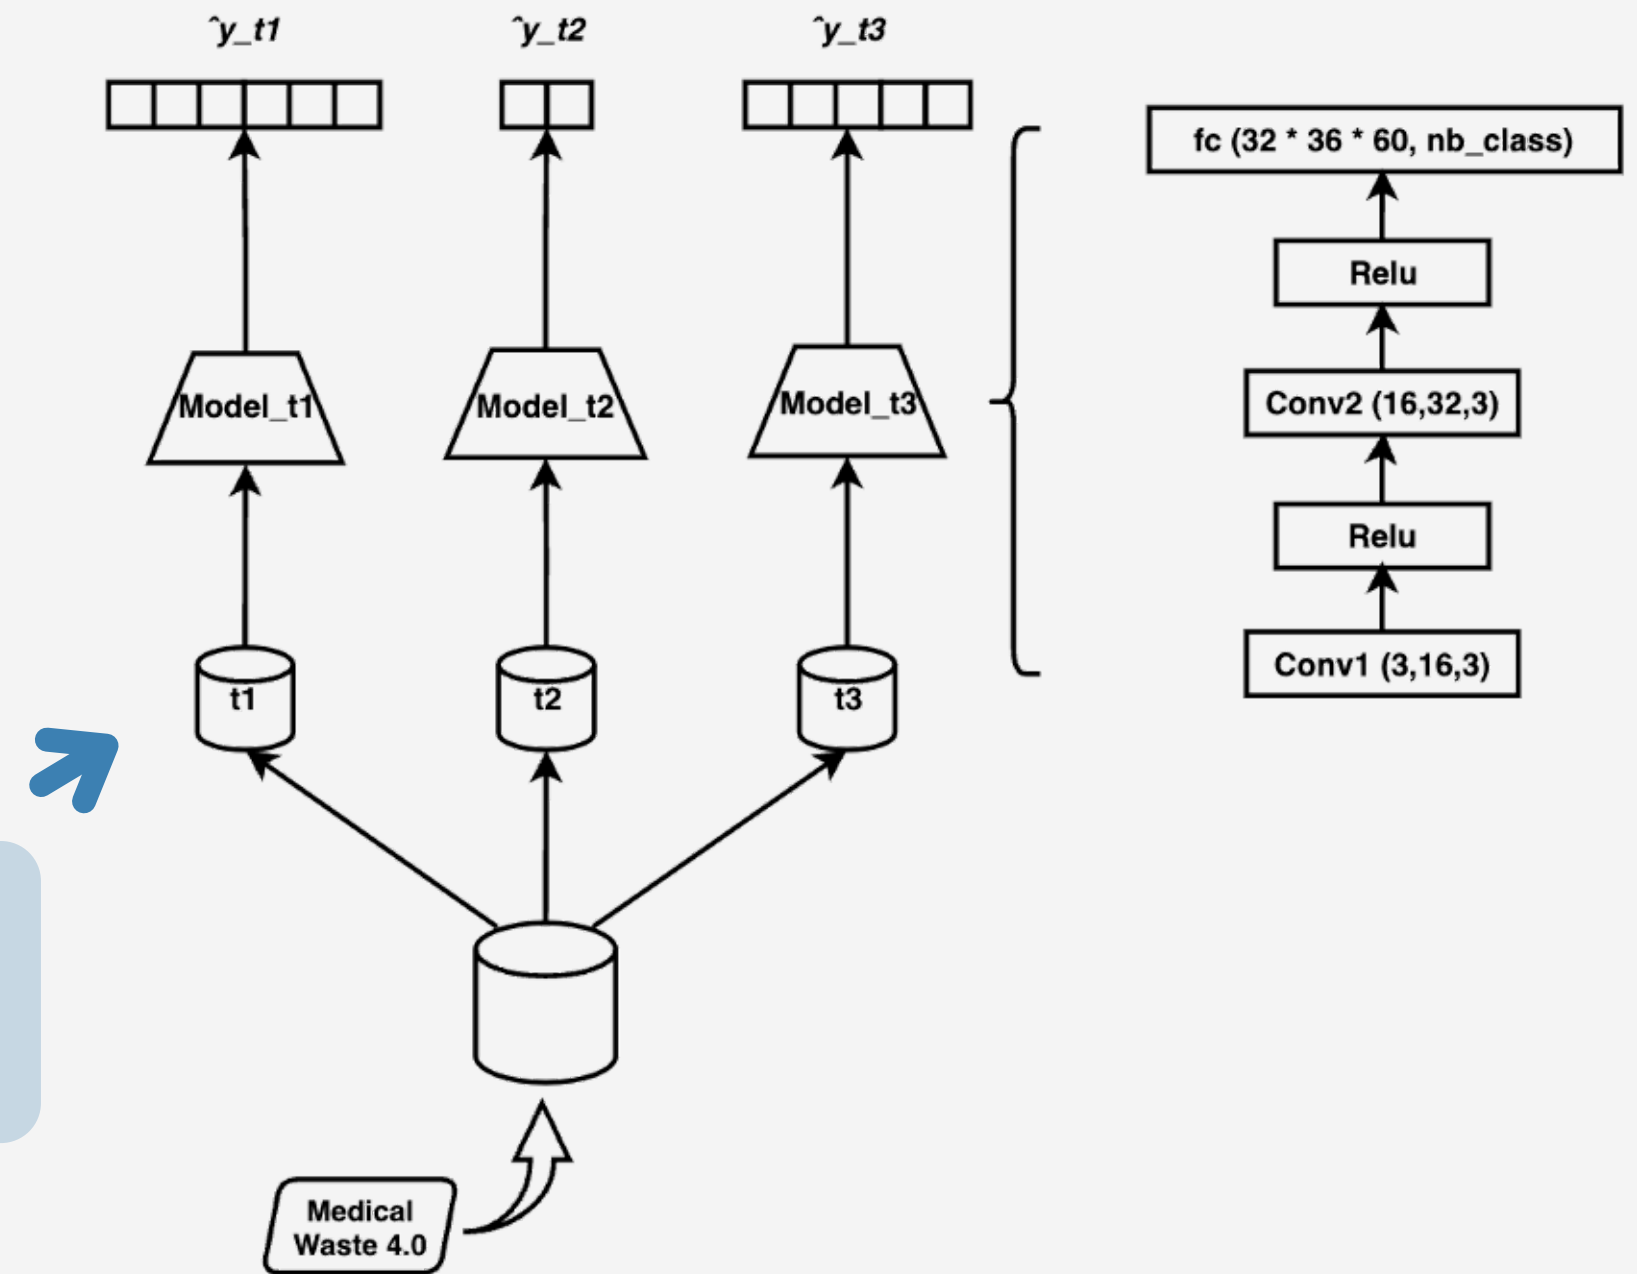 ˆy_t1
ˆy_t2
ˆy_t3
fc (32 * 36 * 60, nb_class)
Relu
Conv2 (16,32,3)
Relu
Conv1 (3,16,3)
Model_t1
Model_t2
Model_t3
t1
t2
t3
Medical
Waste 4.0